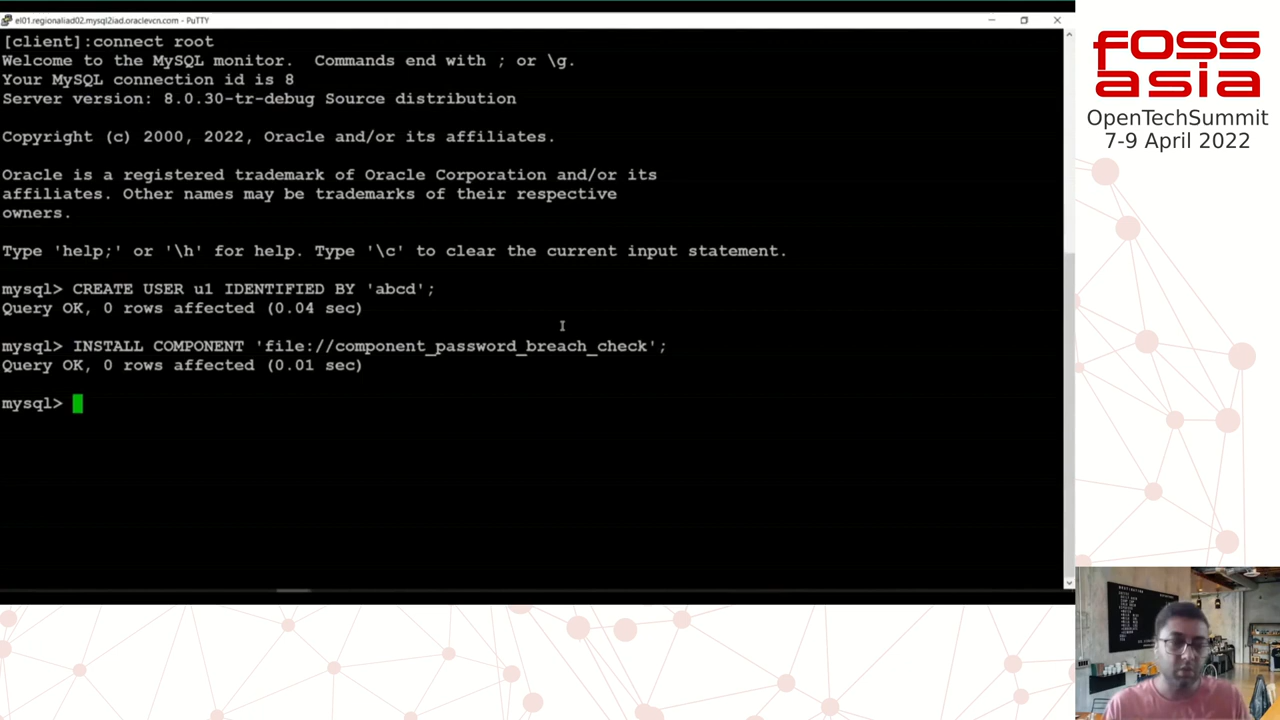 el01.regionaliad02.mysql2iad.oraclevcn.com - PuTTY
[client]:connect root
Welcome to the MySQL monitor.  Commands end with ; or \g.
Your MySQL connection id is 8
Server version: 8.0.30-tr-debug Source distribution
Copyright (c) 2000, 2022, Oracle and/or its affiliates.
Oracle is a registered trademark of Oracle Corporation and/or its
affiliates. Other names may be trademarks of their respective
owners.
Type 'help;' or '\h' for help. Type '\c' to clear the current input statement.
mysql> CREATE USER u1 IDENTIFIED BY 'abcd';
Query OK, 0 rows affected (0.04 sec)
mysql> INSTALL COMPONENT 'file://component_password_breach_check';
Query OK, 0 rows affected (0.01 sec)
mysql>
FOSS
asia
OpenTechSummit
7-9 April 2022